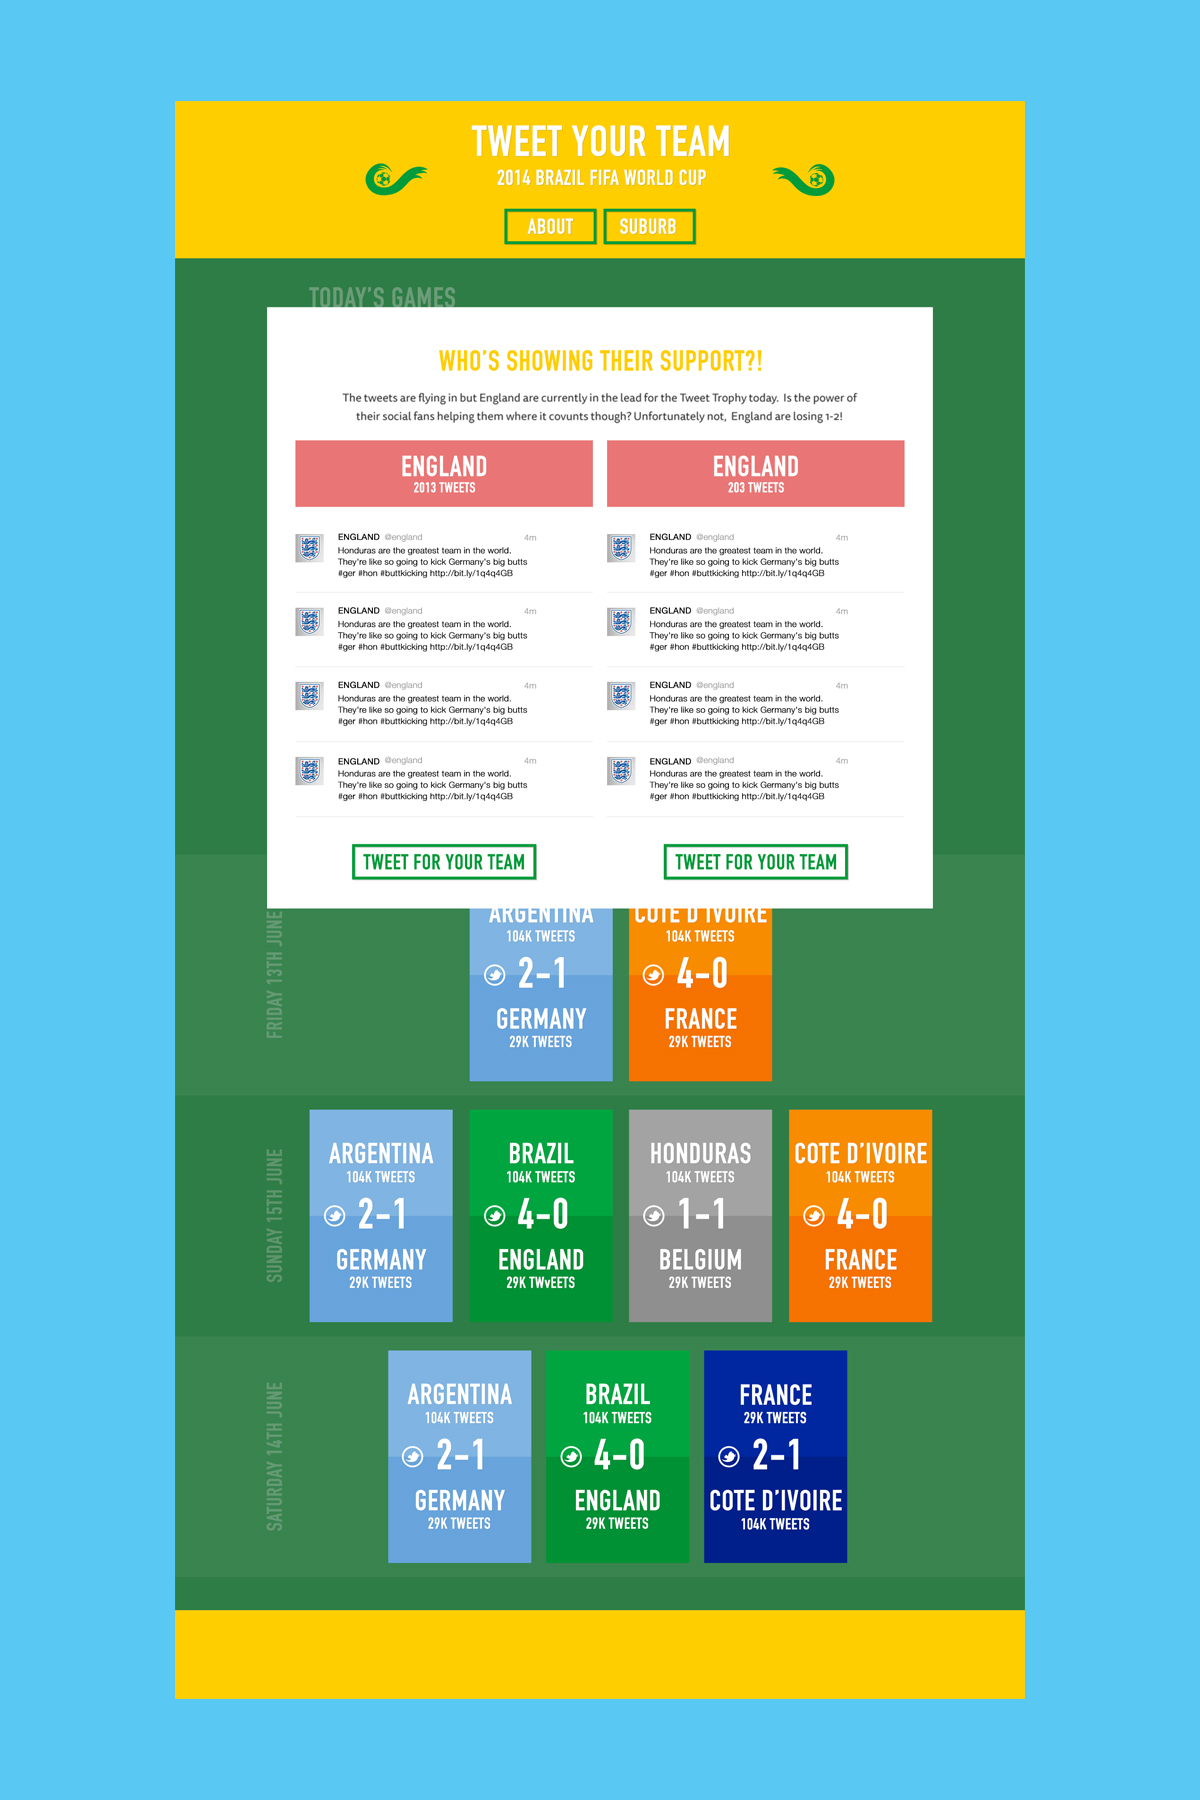 TWEET YOUR TEAM
2014 BRAZIL FIFA WORLD CUP
ABOUT
SUBURB
TODAY'S GAMES
WHO'S SHOWING THEIR SUPPORT?!
The tweets are flying in but England are currently in the lead for the Tweet Trophy today. Is the power of
their social fans helping them where it covunts though? Unfortunately not, England are losing 1-2!
ENGLAND
2013 TWEETS
ENGLAND @england 4m
Honduras are the greatest team in the world.
They're like so going to kick Germany's big butts
#ger #hon #buttkicking http://bit.ly/1q4q4GB
ENGLAND @england 4m
Honduras are the greatest team in the world.
They're like so going to kick Germany's big butts
#ger #hon #buttkicking http://bit.ly/1q4q4GB
ENGLAND @england 4m
Honduras are the greatest team in the world.
They're like so going to kick Germany's big butts
#ger #hon #buttkicking http://bit.ly/1q4q4GB
ENGLAND @england 4m
Honduras are the greatest team in the world.
They're like so going to kick Germany's big butts
#ger #hon #buttkicking http://bit.ly/1q4q4GB
TWEET FOR YOUR TEAM
ENGLAND
203 TWEETS
ENGLAND @england 4m
Honduras are the greatest team in the world.
They're like so going to kick Germany's big butts
#ger #hon #buttkicking http://bit.ly/1q4q4GB
ENGLAND @england 4m
Honduras are the greatest team in the world.
They're like so going to kick Germany's big butts
#ger #hon #buttkicking http://bit.ly/1q4q4GB
ENGLAND @england 4m
Honduras are the greatest team in the world.
They're like so going to kick Germany's big butts
#ger #hon #buttkicking http://bit.ly/1q4q4GB
ENGLAND @england 4m
Honduras are the greatest team in the world.
They're like so going to kick Germany's big butts
#ger #hon #buttkicking http://bit.ly/1q4q4GB
TWEET FOR YOUR TEAM
FRIDAY 13TH JUNE
ARGENTINA
104K TWEETS
2-1
GERMANY
29K TWEETS
COTE D'IVOIRE
104K TWEETS
4-0
FRANCE
29K TWEETS
SUNDAY 15TH JUNE
ARGENTINA
104K TWEETS
2-1
GERMANY
29K TWEETS
BRAZIL
104K TWEETS
4-0
ENGLAND
29K TWvEETS
HONDURAS
104K TWEETS
1-1
BELGIUM
29K TWEETS
COTE D'IVOIRE
104K TWEETS
4-0
FRANCE
29K TWEETS
SATURDAY 14TH JUNE
ARGENTINA
104K TWEETS
2-1
GERMANY
29K TWEETS
BRAZIL
104K TWEETS
4-0
ENGLAND
29K TWEETS
FRANCE
29K TWEETS
2-1
COTE D'IVOIRE
104K TWEETS